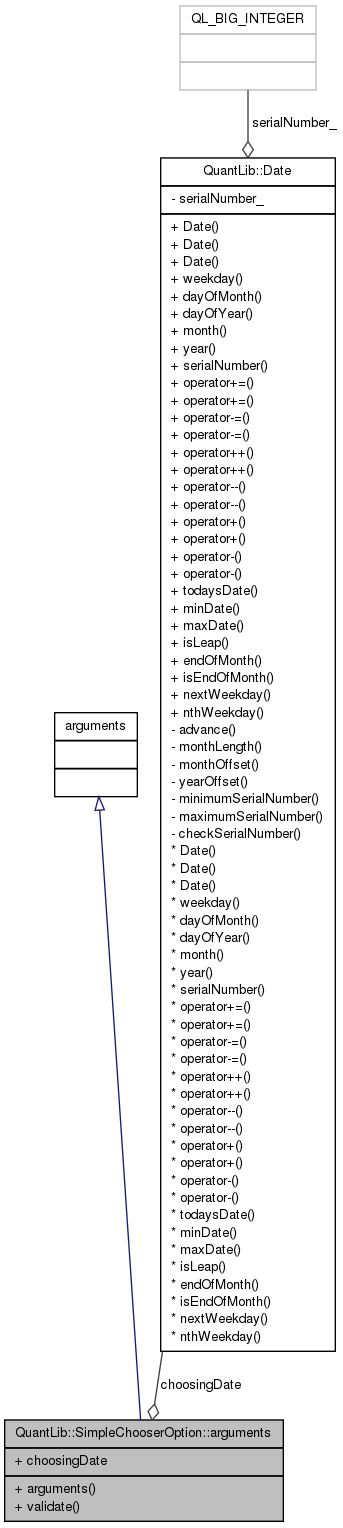 QL_BIG_INTEGER
serialNumber_
QuantLib::Date
- serialNumber_
+ Date()
+ Date()
+ Date()
+ weekday()
+ dayOfMonth()
+ dayOfYear()
+ month()
+ year()
+ serialNumber()
+ operator+=()
+ operator+=()
+ operator-=()
+ operator-=()
+ operator++()
+ operator++()
+ operator--()
+ operator--()
+ operator+()
+ operator+()
+ operator-()
+ operator-()
+ todaysDate()
+ minDate()
+ maxDate()
+ isLeap()
+ endOfMonth()
+ isEndOfMonth()
+ nextWeekday()
+ nthWeekday()
- advance()
- monthLength()
- monthOffset()
- yearOffset()
- minimumSerialNumber()
- maximumSerialNumber()
- checkSerialNumber()
* Date()
* Date()
* Date()
* weekday()
* dayOfMonth()
* dayOfYear()
* month()
* year()
* serialNumber()
* operator+=()
* operator+=()
* operator-=()
* operator-=()
* operator++()
* operator++()
* operator--()
* operator--()
* operator+()
* operator+()
* operator-()
* operator-()
* todaysDate()
* minDate()
* maxDate()
* isLeap()
* endOfMonth()
* isEndOfMonth()
* nextWeekday()
* nthWeekday()
arguments
choosingDate
QuantLib::SimpleChooserOption::arguments
+ choosingDate
+ arguments()
+ validate()